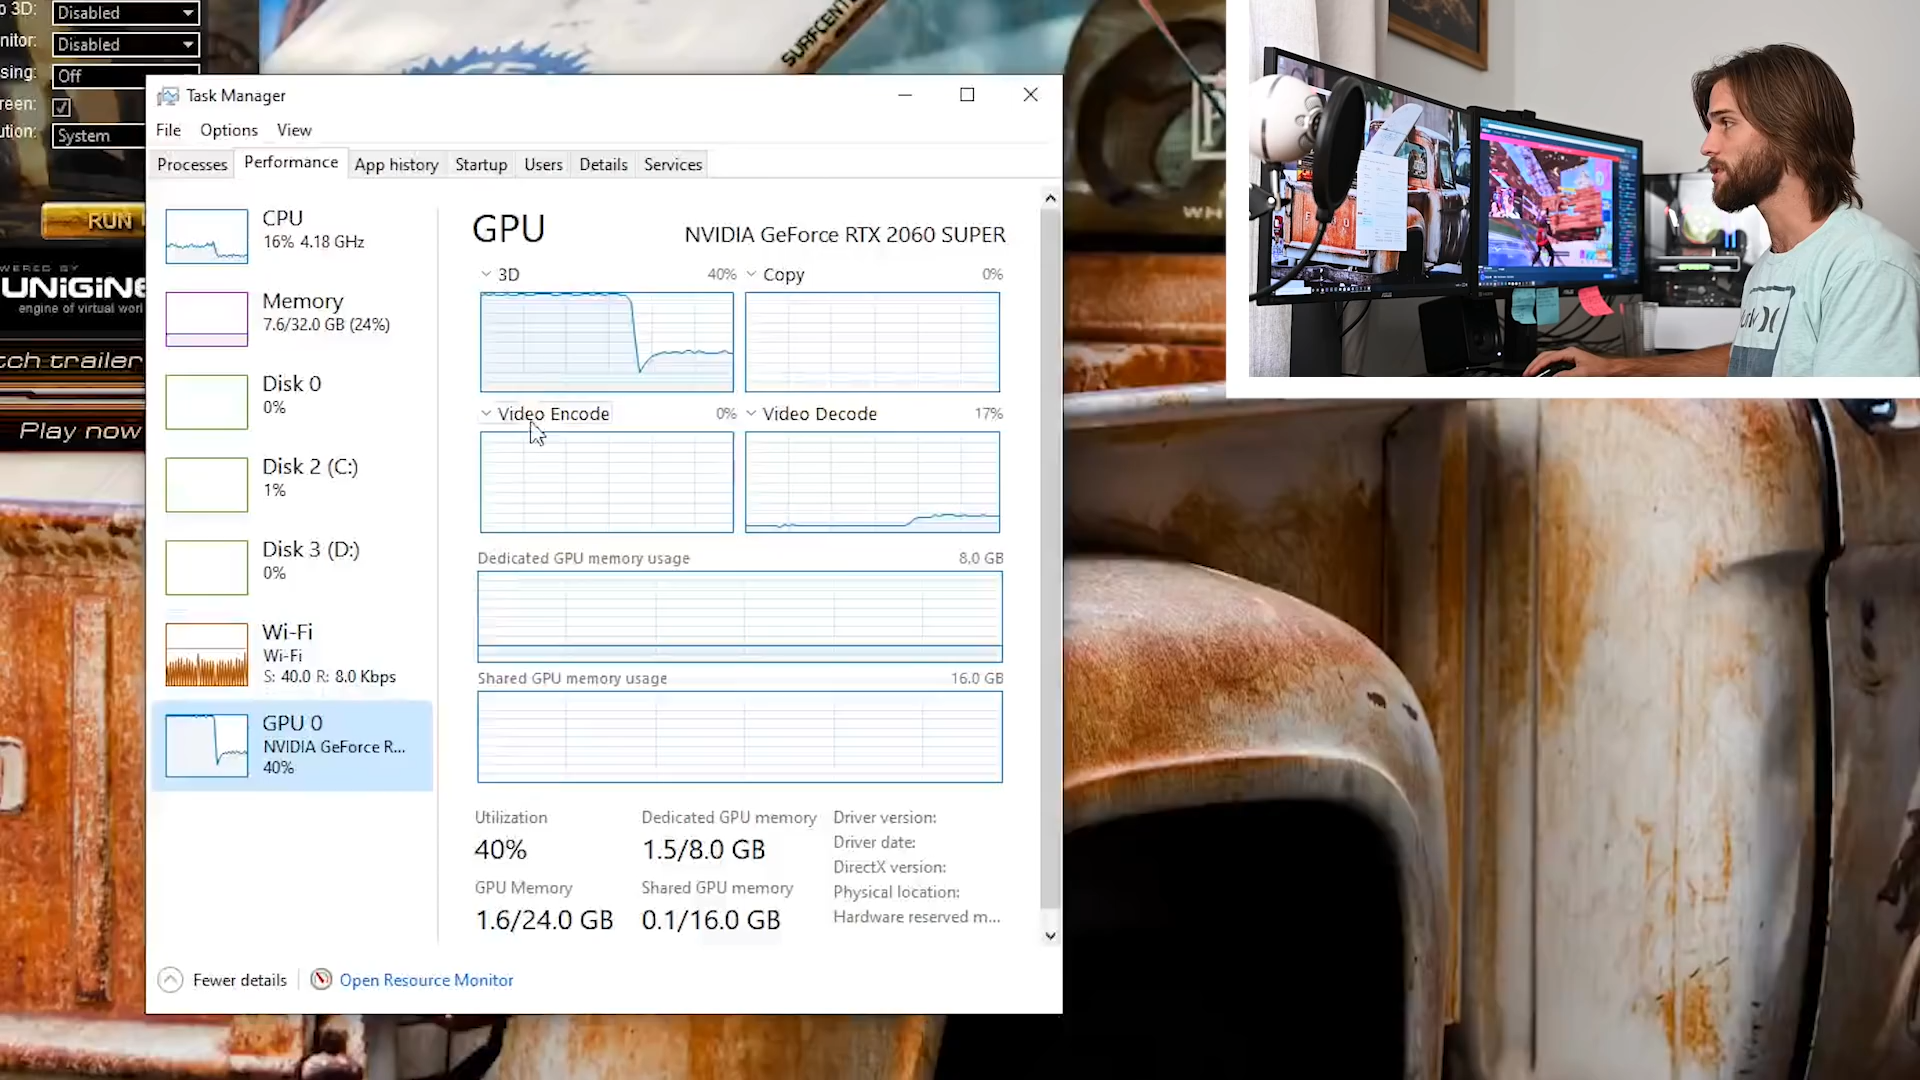 o 3D:
Disabled
nitor:
Disabled
sing:
Off
reen:
ution:
System
RUN
WERED BY
UNiGiNE
engine of virtual worl
tch trailer
Play now
SURFCENTE
Task Manager
File Options View
Processes Performance App history Startup Users Details Services
CPU
16% 4.18 GHz
Memory
7.6/32.0 GB (24%)
Disk 0
0%
Disk 2 (C:)
1%
Disk 3 (D:)
0%
Wi-Fi
Wi-Fi
S: 40.0 R: 8.0 Kbps
GPU 0
NVIDIA GeForce R...
40%
GPU
NVIDIA GeForce RTX 2060 SUPER
3D 40% Copy 0%
Video Encode 0% Video Decode 17%
Dedicated GPU memory usage 8.0 GB
Shared GPU memory usage 16.0 GB
Utilization
40%
Dedicated GPU memory
1.5/8.0 GB
GPU Memory
1.6/24.0 GB
Shared GPU memory
0.1/16.0 GB
Driver version:
Driver date:
DirectX version:
Physical location:
Hardware reserved m...
Fewer details
Open Resource Monitor